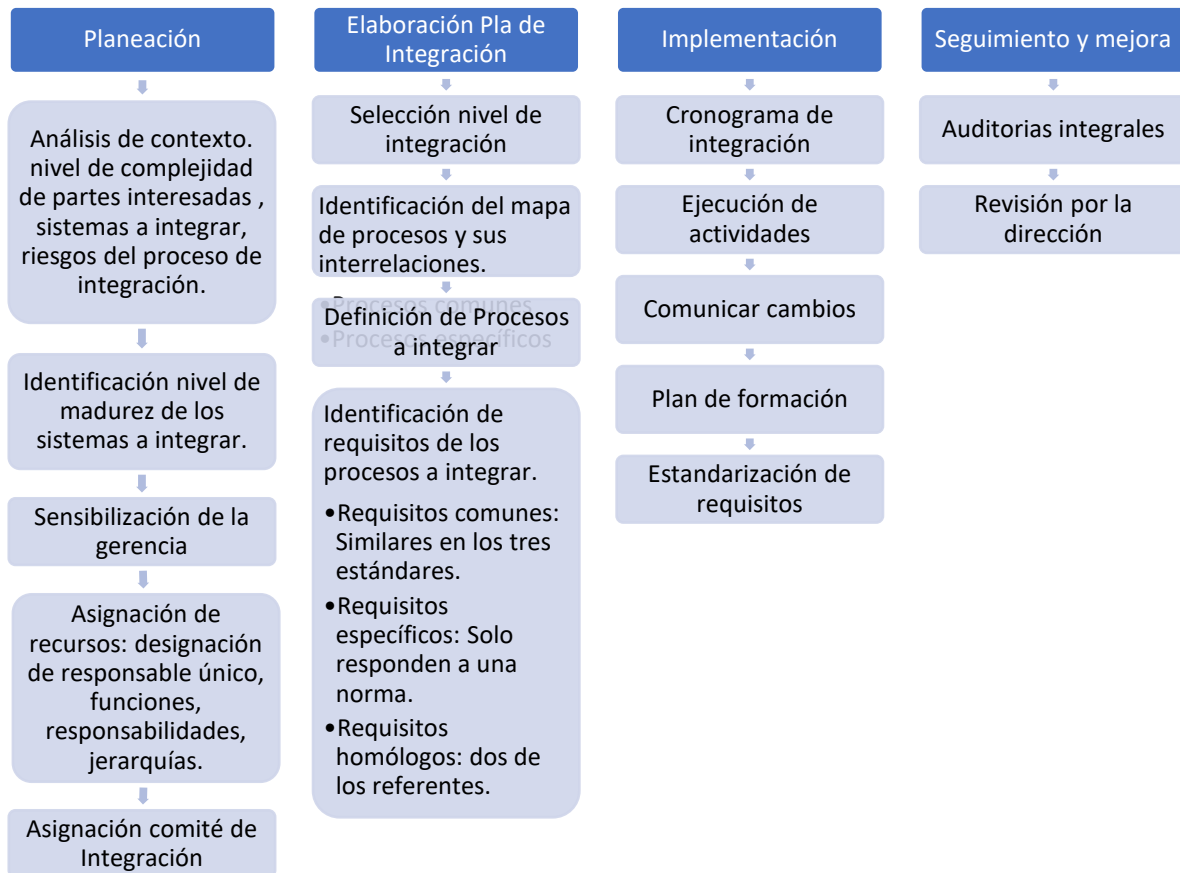 Planeación
Análisis de contexto.
nivel de complejidad
de partes interesadas ,
sistemas a integrar,
riesgos del proceso de
integración.
Identificación nivel de
madurez de los
sistemas a integrar.
Sensibilización de la
gerencia
Asignación de
recursos: designación
de responsable único,
funciones,
responsabilidades,
jerarquías.
Asignación comité de
Integración
Elaboración Pla de
Integración
Selección nivel de
integración
Identificación del mapa
de procesos y sus
interrelaciones.
•Procesos comunes
•Procesos específicos
Definición de Procesos
a integrar
Identificación de
requisitos de los
procesos a integrar.
•Requisitos comunes:
Similares en los tres
estándares.
•Requisitos
específicos: Solo
responden a una
norma.
•Requisitos
homólogos: dos de
los referentes.
Implementación
Cronograma de
integración
Ejecución de
actividades
Comunicar cambios
Plan de formación
Estandarización de
requisitos
Seguimiento y mejora
Auditorias integrales
Revisión por la
dirección